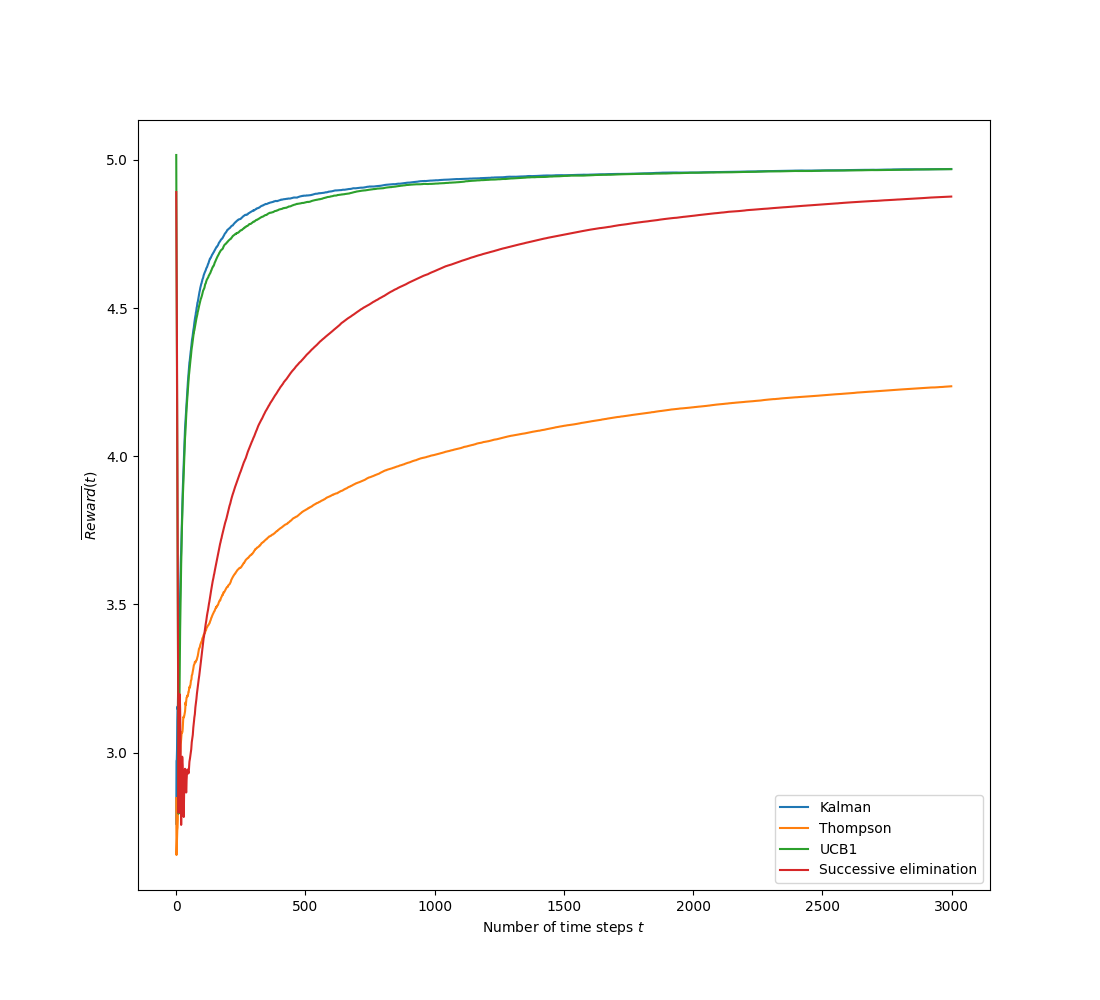 5.0
4.5
4.0
3.5
3.0
Reward(t)
0 500 1000 1500 2000 2500 3000
Number of time steps t
Kalman
Thompson
UCB1
Successive elimination